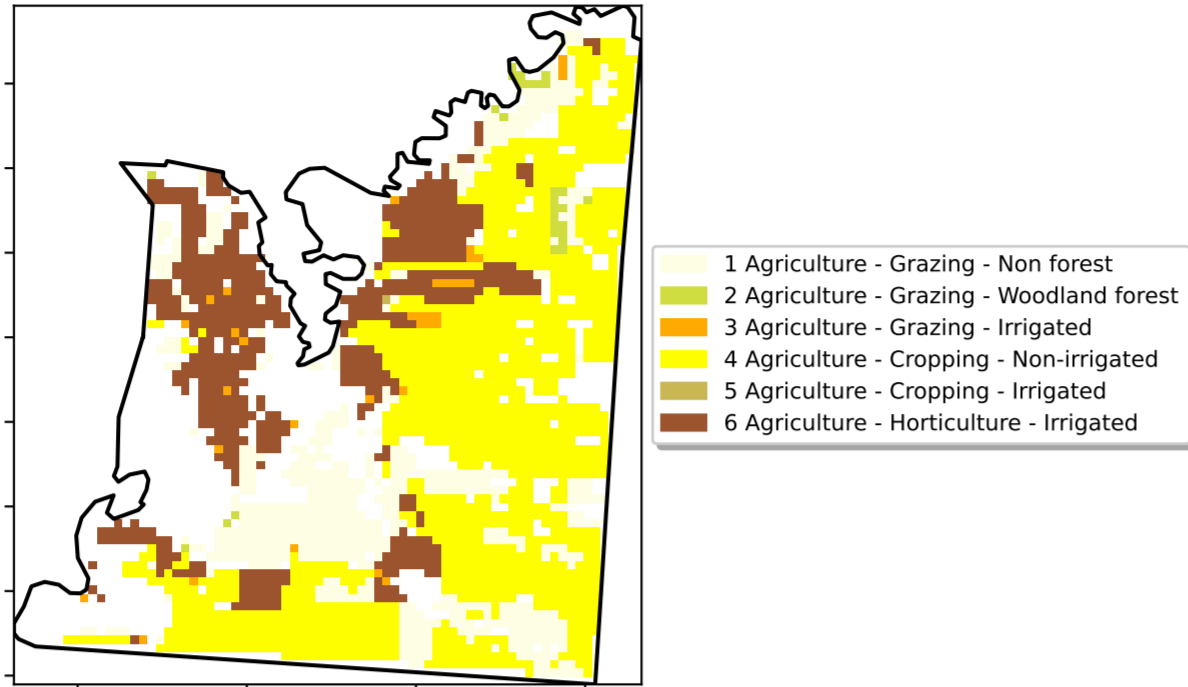 1 Agriculture - Grazing - Non forest
2 Agriculture - Grazing - Woodland forest
3 Agriculture - Grazing - Irrigated
4 Agriculture - Cropping - Non-irrigated
5 Agriculture - Cropping - Irrigated
6 Agriculture - Horticulture - Irrigated